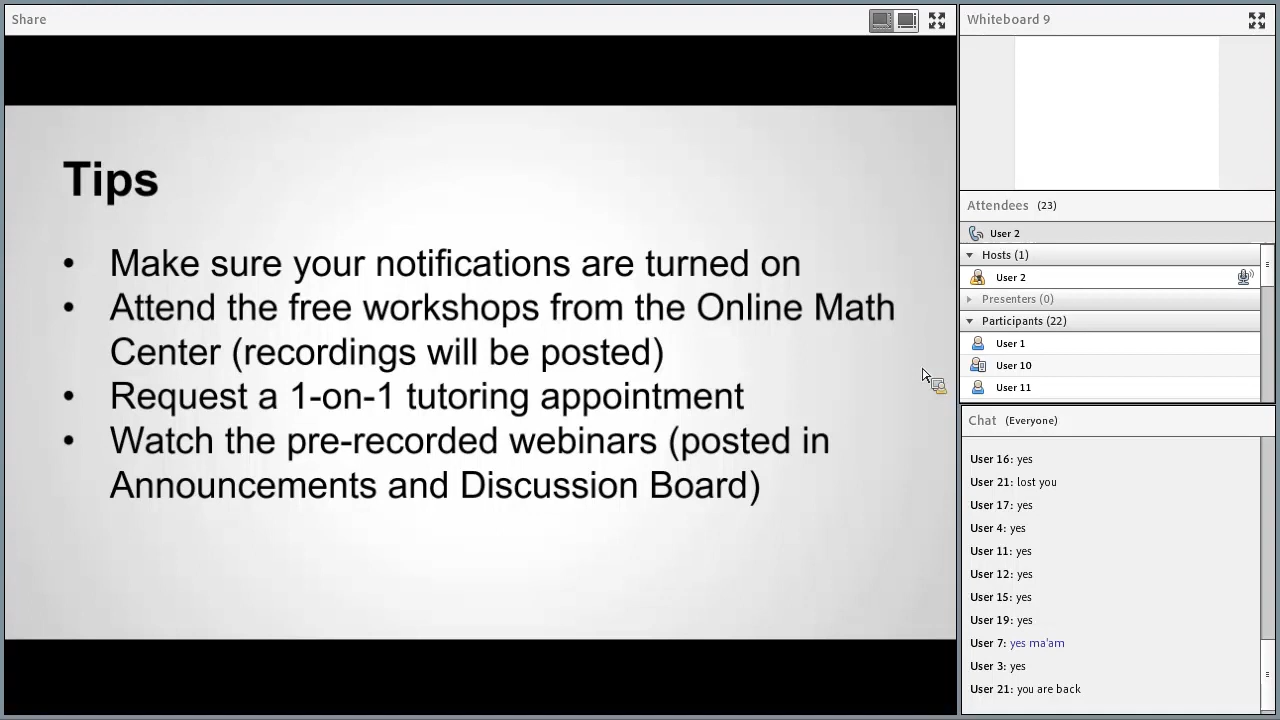 Share
Tips
• Make sure your notifications are turned on
• Attend the free workshops from the Online Math
Center (recordings will be posted)
• Request a 1-on-1 tutoring appointment
• Watch the pre-recorded webinars (posted in
Announcements and Discussion Board)
Whiteboard 9
Attendees (23)
User 2
Hosts (1)
User 2
Presenters (0)
Participants (22)
User 1
User 10
User 11
Chat (Everyone)
User 16: yes
User 21: lost you
User 17: yes
User 4: yes
User 11: yes
User 12: yes
User 15: yes
User 19: yes
User 7: yes ma'am
User 3: yes
User 21: you are back